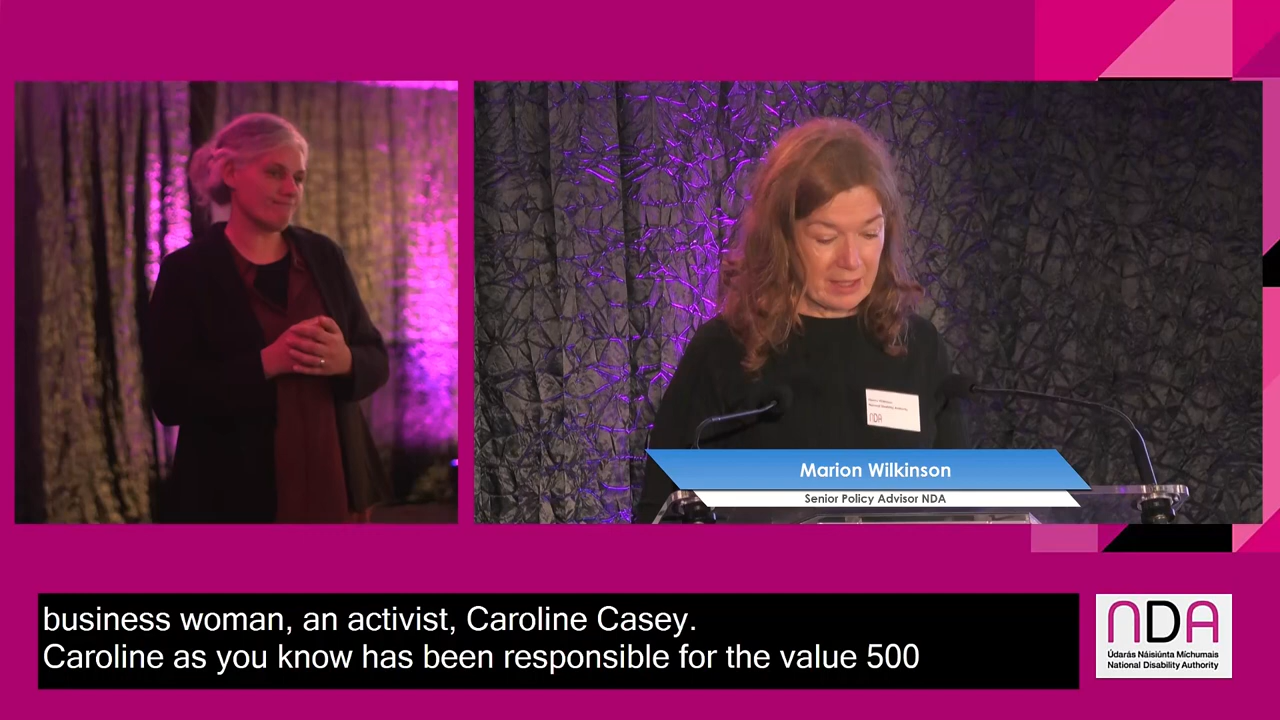 Marion Wilkinson
Senior Policy Advisor NDA
business woman, an activist, Caroline Casey.
Caroline as you know has been responsible for the value 500
NDA
Údarás Náisiúnta Míchumais
National Disability Authority